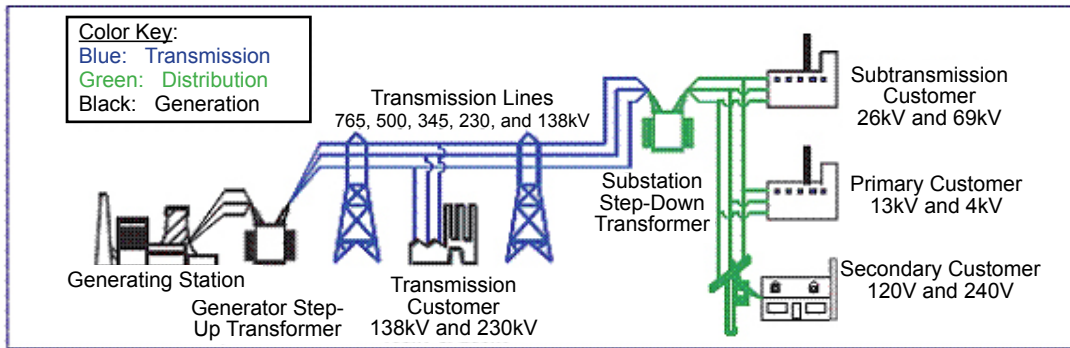 Color Key:
Blue: Transmission
Green: Distribution
Black: Generation
Transmission Lines
765, 500, 345, 230, and 138kV
Subtransmission
Customer
26kV and 69kV
Substation
Step-Down
Transformer
Primary Customer
13kV and 4kV
Generating Station
Generator Step-
Up Transformer
Transmission
Customer
138kV and 230kV
Secondary Customer
120V and 240V